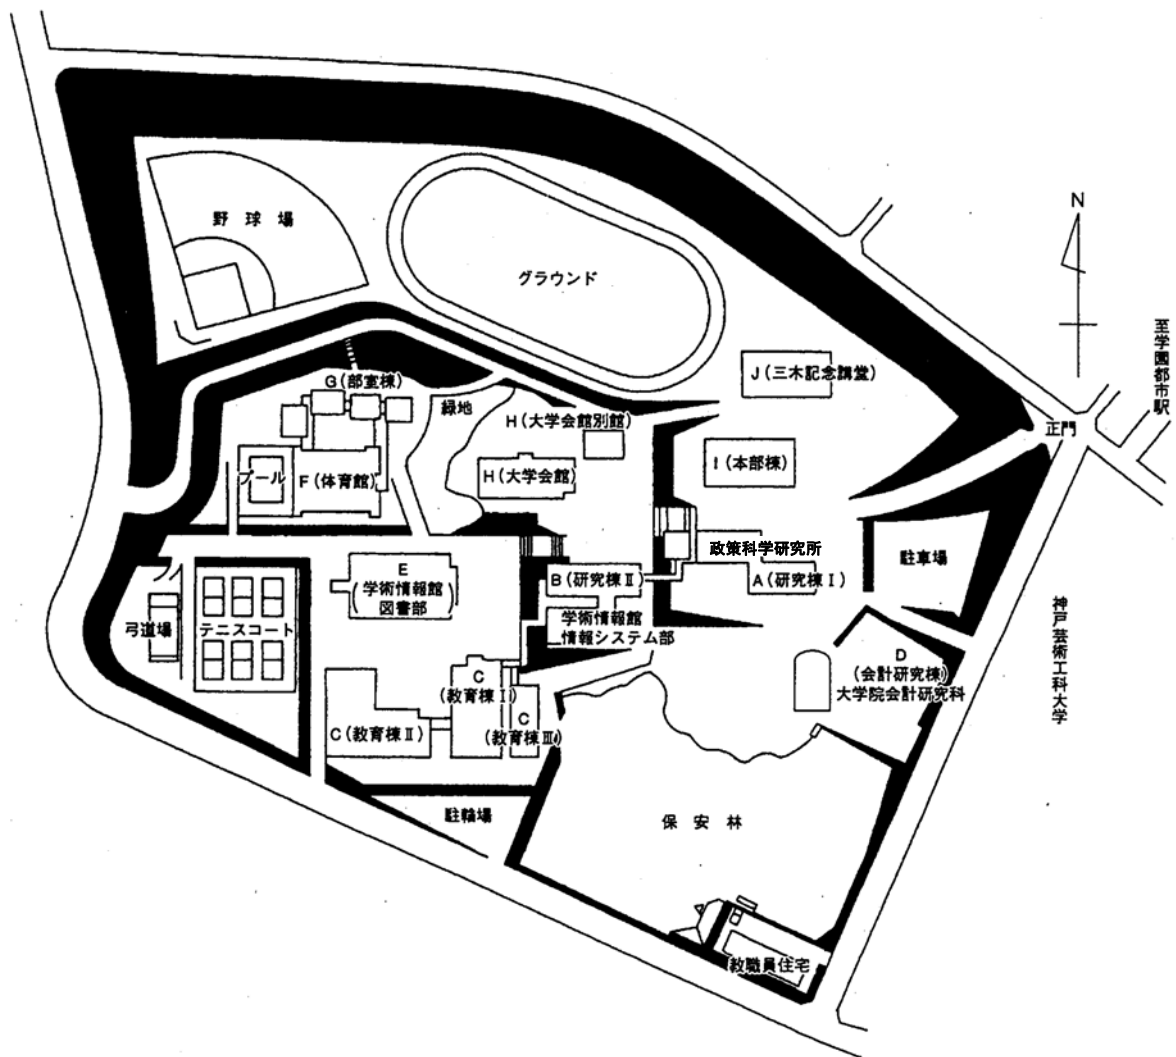 野球場
グラウンド
N
至学園都市駅
J(三木記念講堂)
正門
G(部室棟)
緑地
H(大学会館別館)
I(本部棟)
プール
F(体育館)
H(大学会館)
政策科学研究所
駐車場
E
(学術情報館)
図書部
B(研究棟Ⅱ)
A(研究棟Ⅰ)
弓道場
テニスコート
学術情報館
情報システム部
神戸芸術工科大学
D
(会計研究棟)
大学院会計研究科
C
(教育棟Ⅰ)
C(教育棟Ⅱ)
C
(教育棟Ⅲ)
駐輪場
保安林
教職員住宅